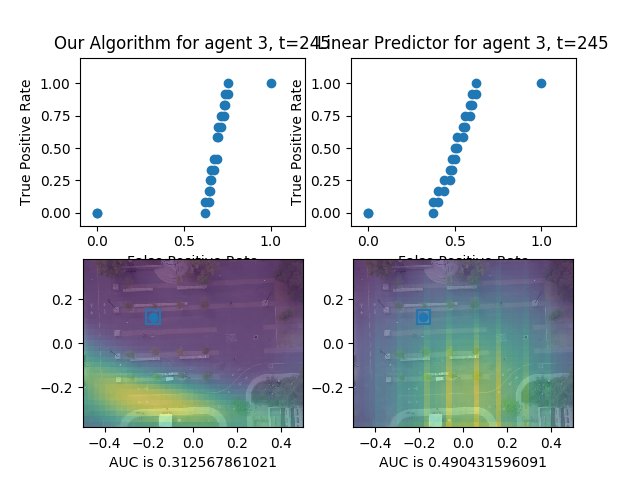 Our Algorithm for agent 3, t=245
Linear Predictor for agent 3, t=245
True Positive Rate
1.00
0.75
0.50
0.25
0.00
0.0 0.5 1.0
False Positive Rate
True Positive Rate
1.00
0.75
0.50
0.25
0.00
0.0 0.5 1.0
False Positive Rate
0.2
0.0
−0.2
−0.4 −0.2 0.0 0.2 0.4
AUC is 0.312567861021
0.2
0.0
−0.2
−0.4 −0.2 0.0 0.2 0.4
AUC is 0.490431596091